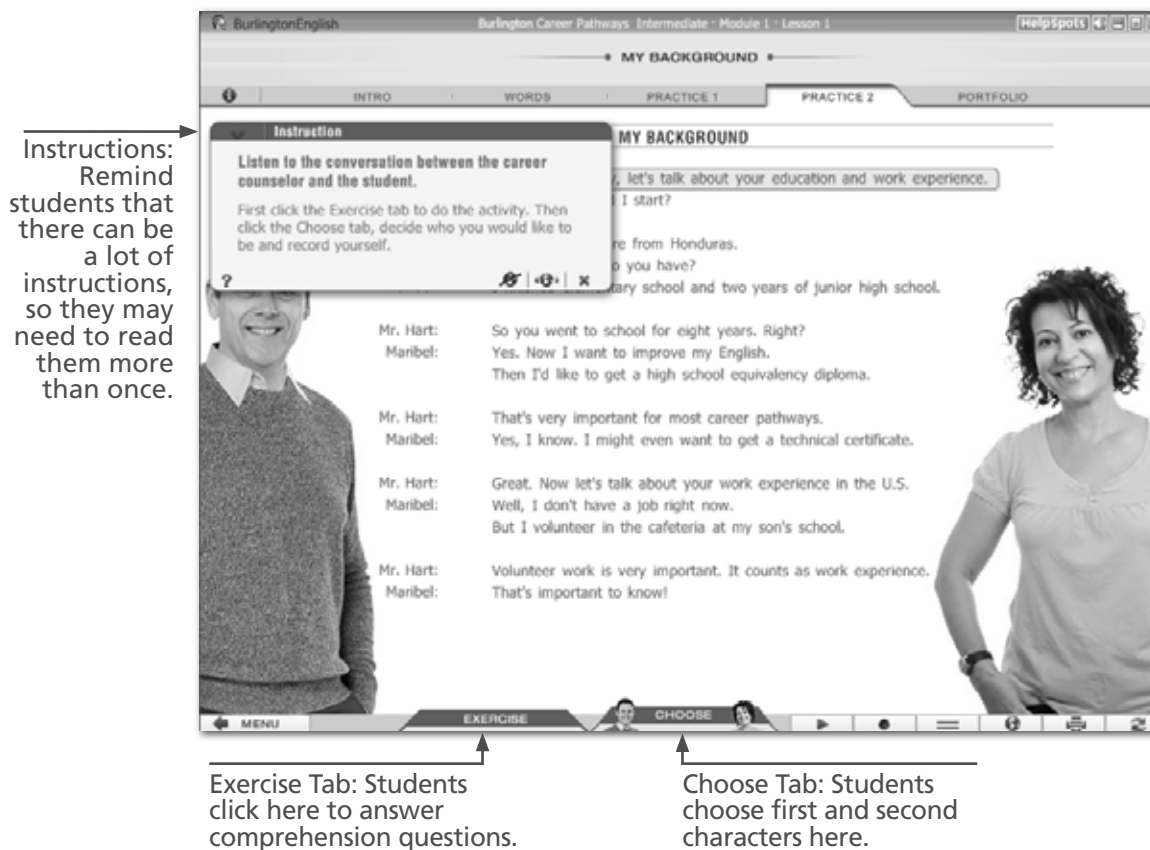 BurlingtonEnglish
Burlington Career Pathways Intermediate · Module 1 · Lesson 1
HelpSpots
MY BACKGROUND
INTRO
WORDS
PRACTICE 1
PRACTICE 2
PORTFOLIO
Instructions:
Remind
students that
there can be
a lot of
instructions,
so they may
need to read
them more
than once.
Instruction
Listen to the conversation between the career
counselor and the student.
First click the Exercise tab to do the activity. Then
click the Choose tab, decide who you would like to
be and record yourself.
?
MY BACKGROUND
, let's talk about your education and work experience.
I start?
from Honduras.
you have?
school and two years of junior high school.
Mr. Hart: So you went to school for eight years. Right?
Maribel: Yes. Now I want to improve my English.
Then I'd like to get a high school equivalency diploma.
Mr. Hart: That's very important for most career pathways.
Maribel: Yes, I know. I might even want to get a technical certificate.
Mr. Hart: Great. Now let's talk about your work experience in the U.S.
Maribel: Well, I don't have a job right now.
But I volunteer in the cafeteria at my son's school.
Mr. Hart: Volunteer work is very important. It counts as work experience.
Maribel: That's important to know!
MENU
EXERCISE
CHOOSE
Exercise Tab: Students
click here to answer
comprehension questions.
Choose Tab: Students
choose first and second
characters here.